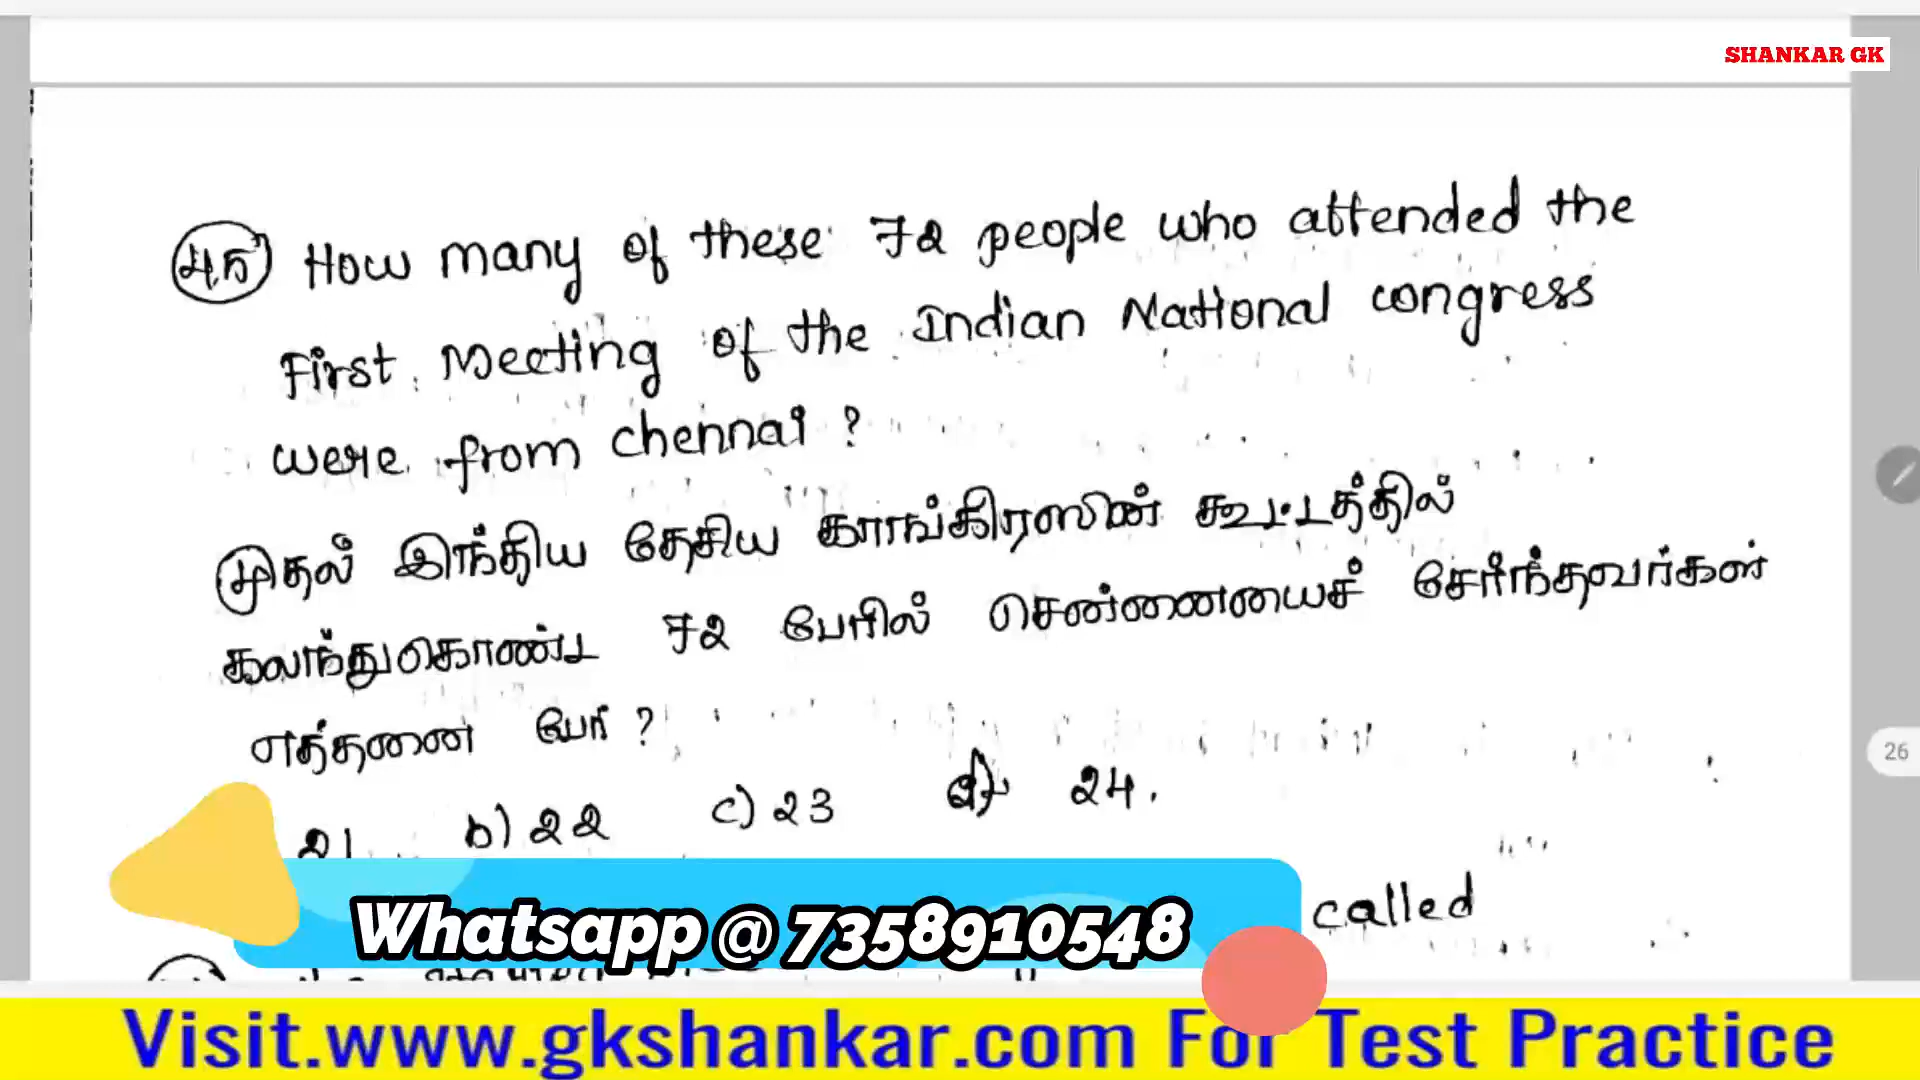 SHANKAR GK
45 How many of these 72 people who attended the
First Meeting of the Indian National congress
were from chennai ?
முதல் இந்திய தேசிய காங்கிரஸின் கூட்டத்தில்
கலந்துகொண்ட 72 பேரில் சென்னையைச் சேர்ந்தவர்கள்
எத்தனை பேர் ?
21 b) 22 c) 23 d) 24.
called
Whatsapp @ 7358910548
26
Visit.www.gkshankar.com For Test Practice